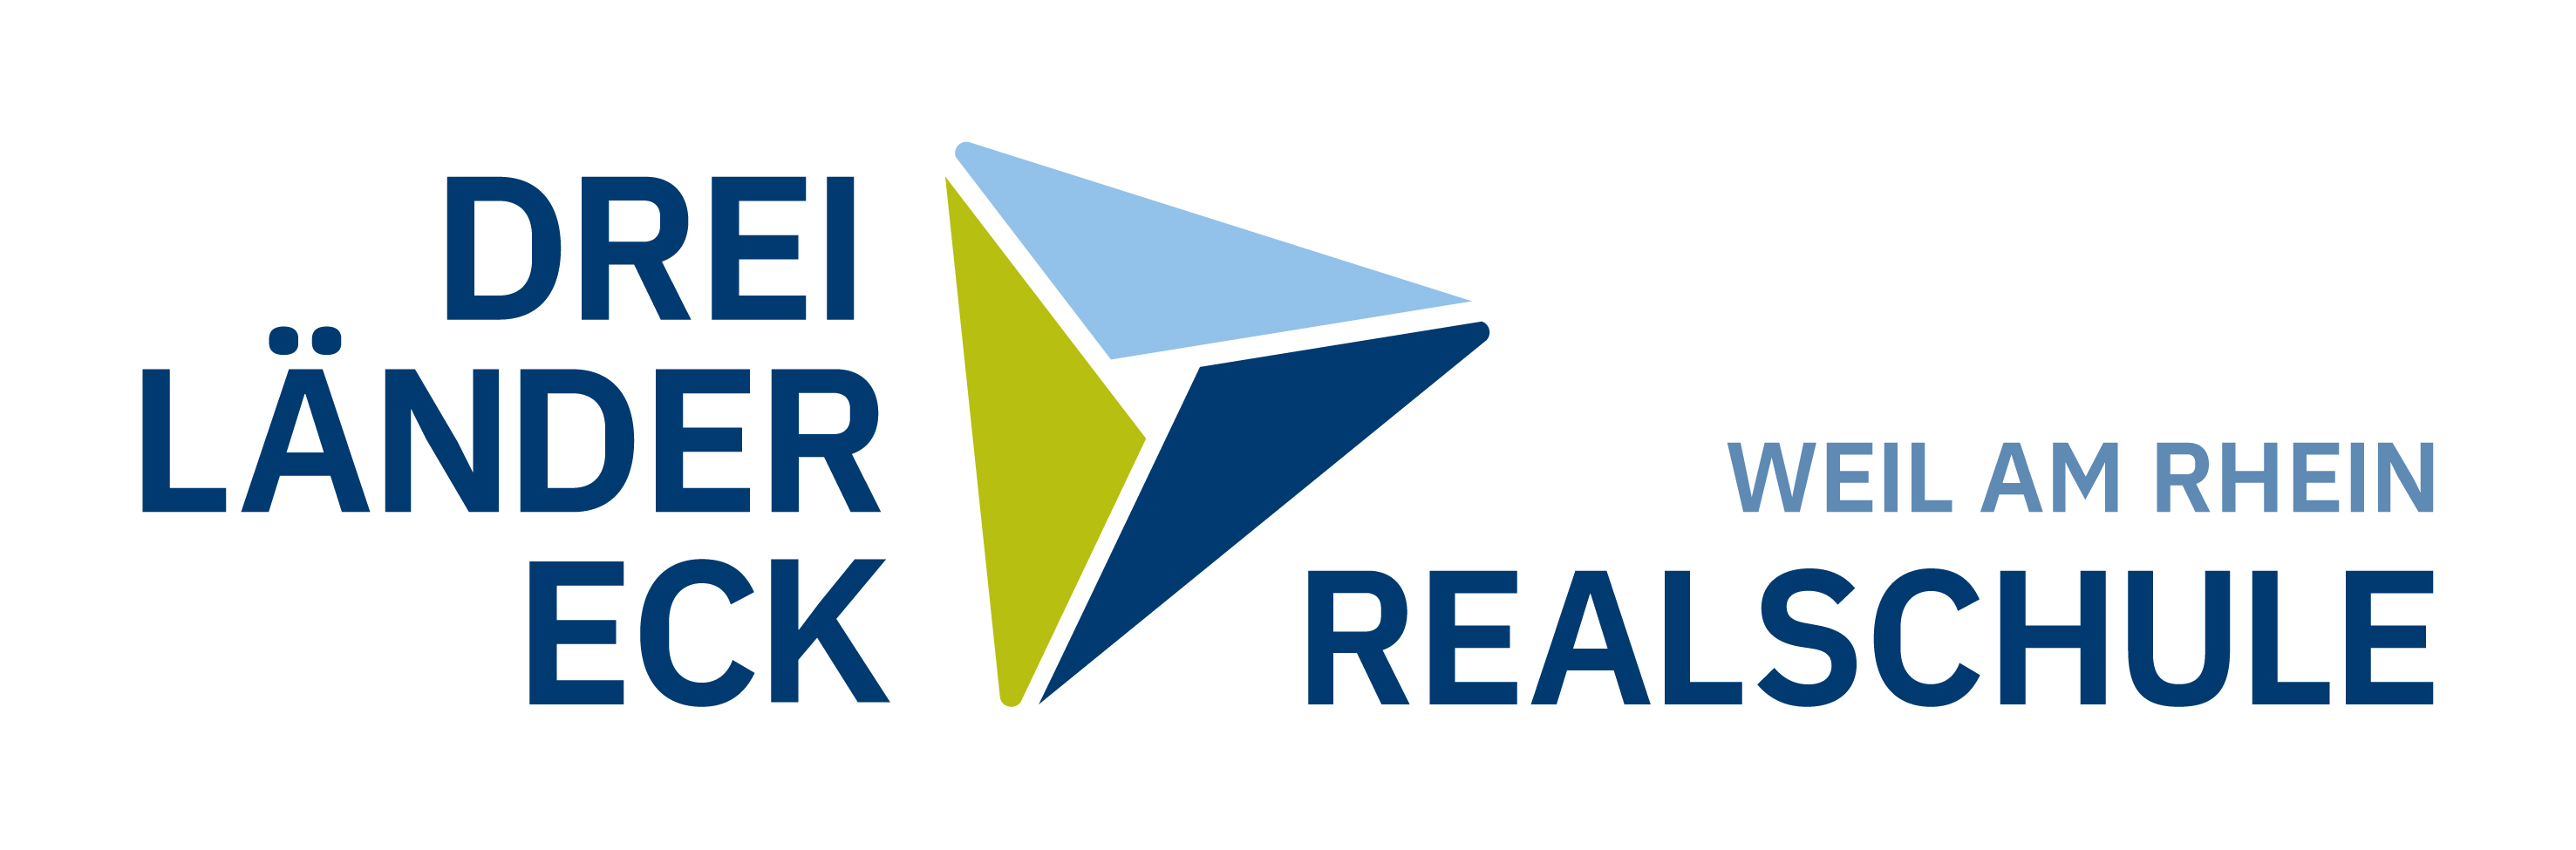 DREI
LÄNDER
ECK
WEIL AM RHEIN
REALSCHULE